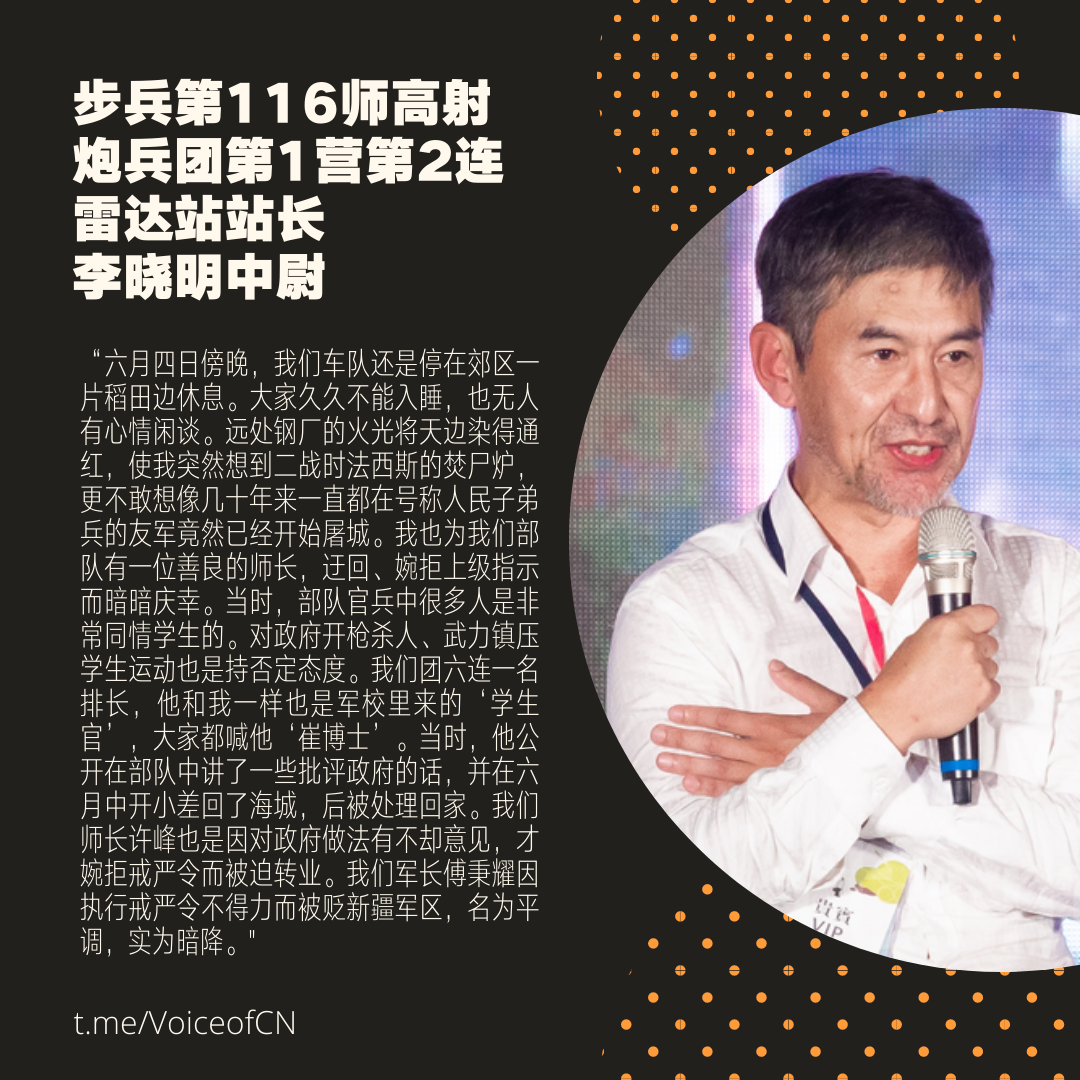 步兵第116师高射
炮兵团第1营第2连
雷达站站长
李晓明中尉
“六月四日傍晚，我们车队还是停在郊区一
片稻田边休息。大家久久不能入睡，也无人
有心情闲谈。远处钢厂的火光将天边染得通
红，使我突然想到二战时法西斯的焚尸炉，
更不敢想像几十年来一直都在号称人民子弟
兵的友军竟然已经开始屠城。我也为我们部
队有一位善良的师长，迂回、婉拒上级指示
而暗暗庆幸。当时，部队官兵中很多人是非
常同情学生的。对政府开枪杀人、武力镇压
学生运动也是持否定态度。我们团六连一名
排长，他和我一样也是军校里来的‘学生
官’，大家都喊他‘崔博士’。当时，他公
开在部队中讲了一些批评政府的话，并在六
月中开小差回了海城，后被处理回家。我们
师长许峰也是因对政府做法有不却意见，才
婉拒戒严令而被迫转业。我们军长傅秉耀因
执行戒严令不得力而被贬新疆军区，名为平
调，实为暗降。"
貴賓
VIP
t.me/VoiceofCN